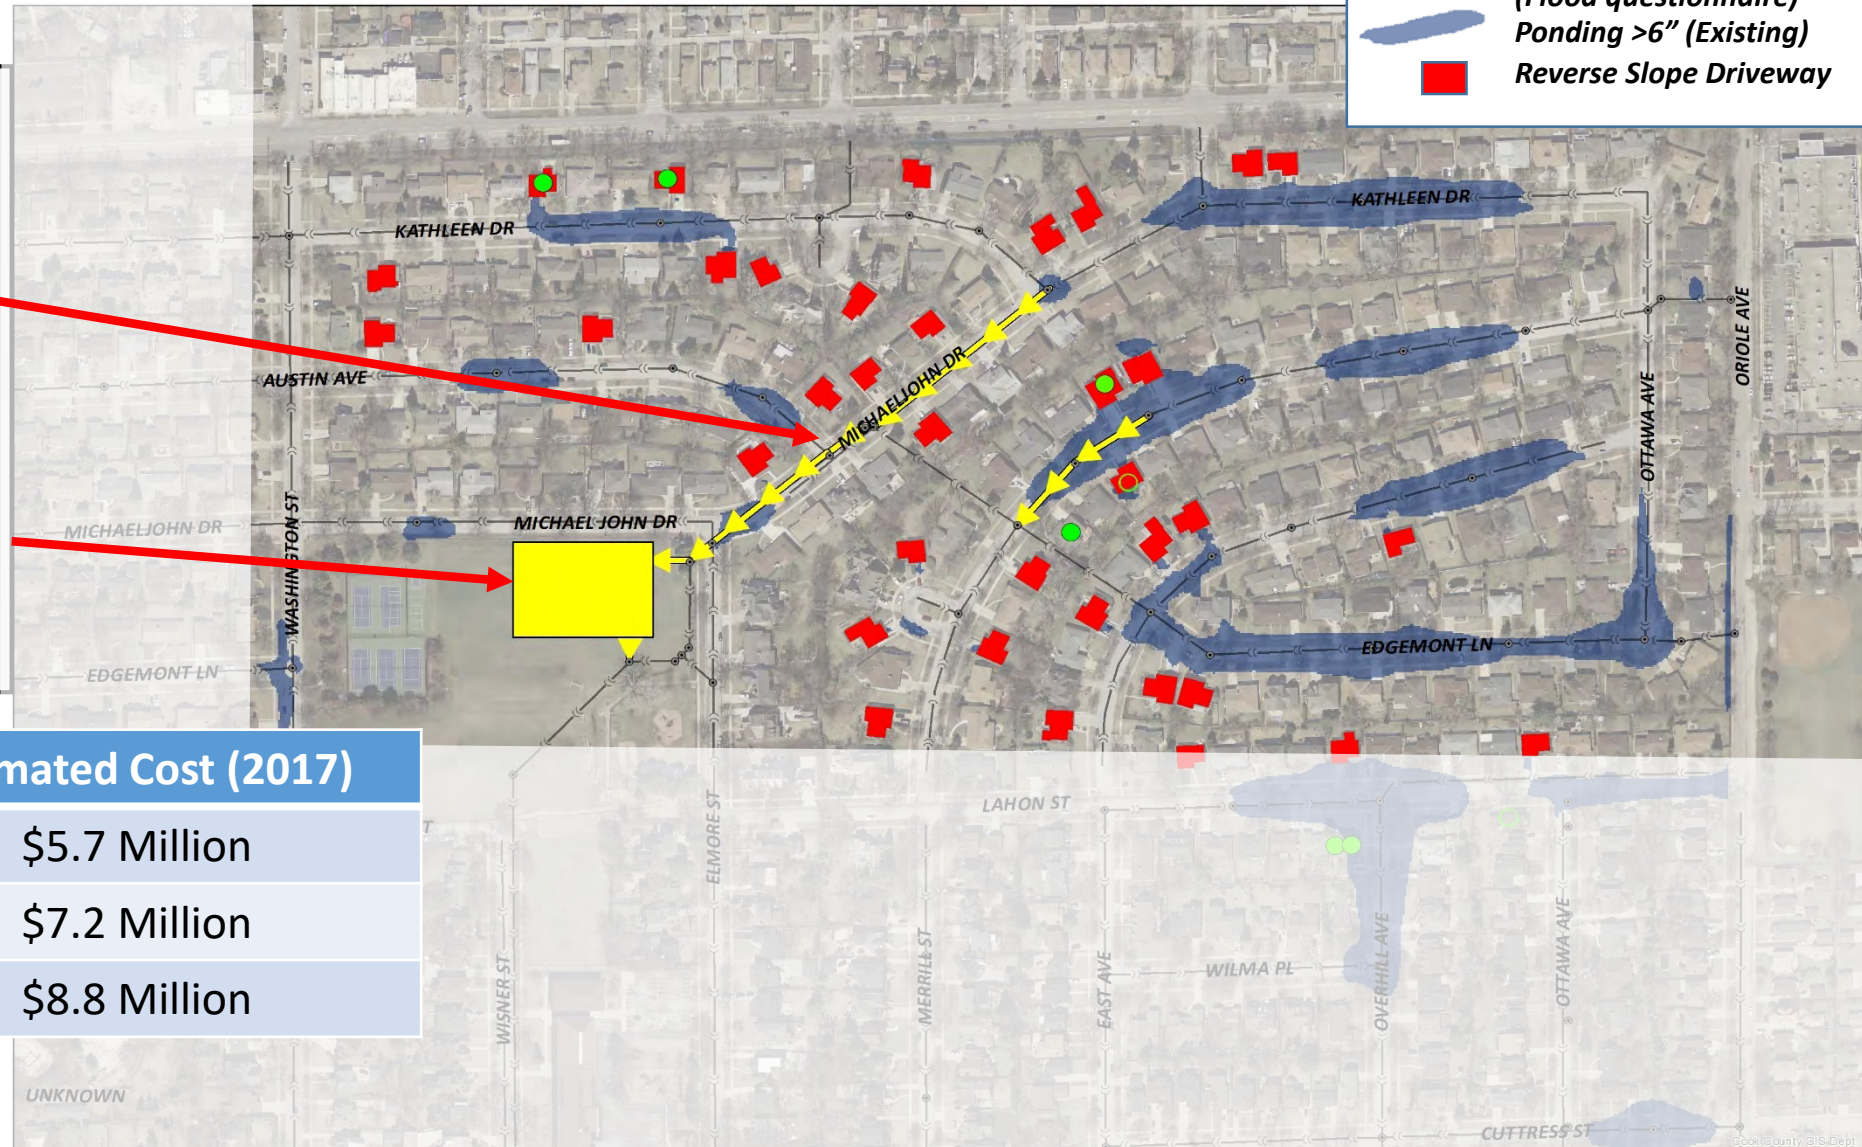 (Flood questionnaire)
Ponding >6” (Existing)
Reverse Slope Driveway
KATHLEEN DR
KATHLEEN DR
ORIOLE AVE
AUSTIN AVE
MICHAELJOHN DR
OTTAWA AVE
MICHAELJOHN DR
MICHAEL JOHN DR
WASHINGTON ST
EDGEMONT LN
EDGEMONT LN
mated Cost (2017)
$5.7 Million
$7.2 Million
$8.8 Million
T
LAHON ST
ELMORE ST
WISNER ST
MERRILL ST
EAST AVE
WILMA PL
OVERHILL AVE
OTTAWA AVE
UNKNOWN
CUTTRESS ST
Cook County GIS Dept